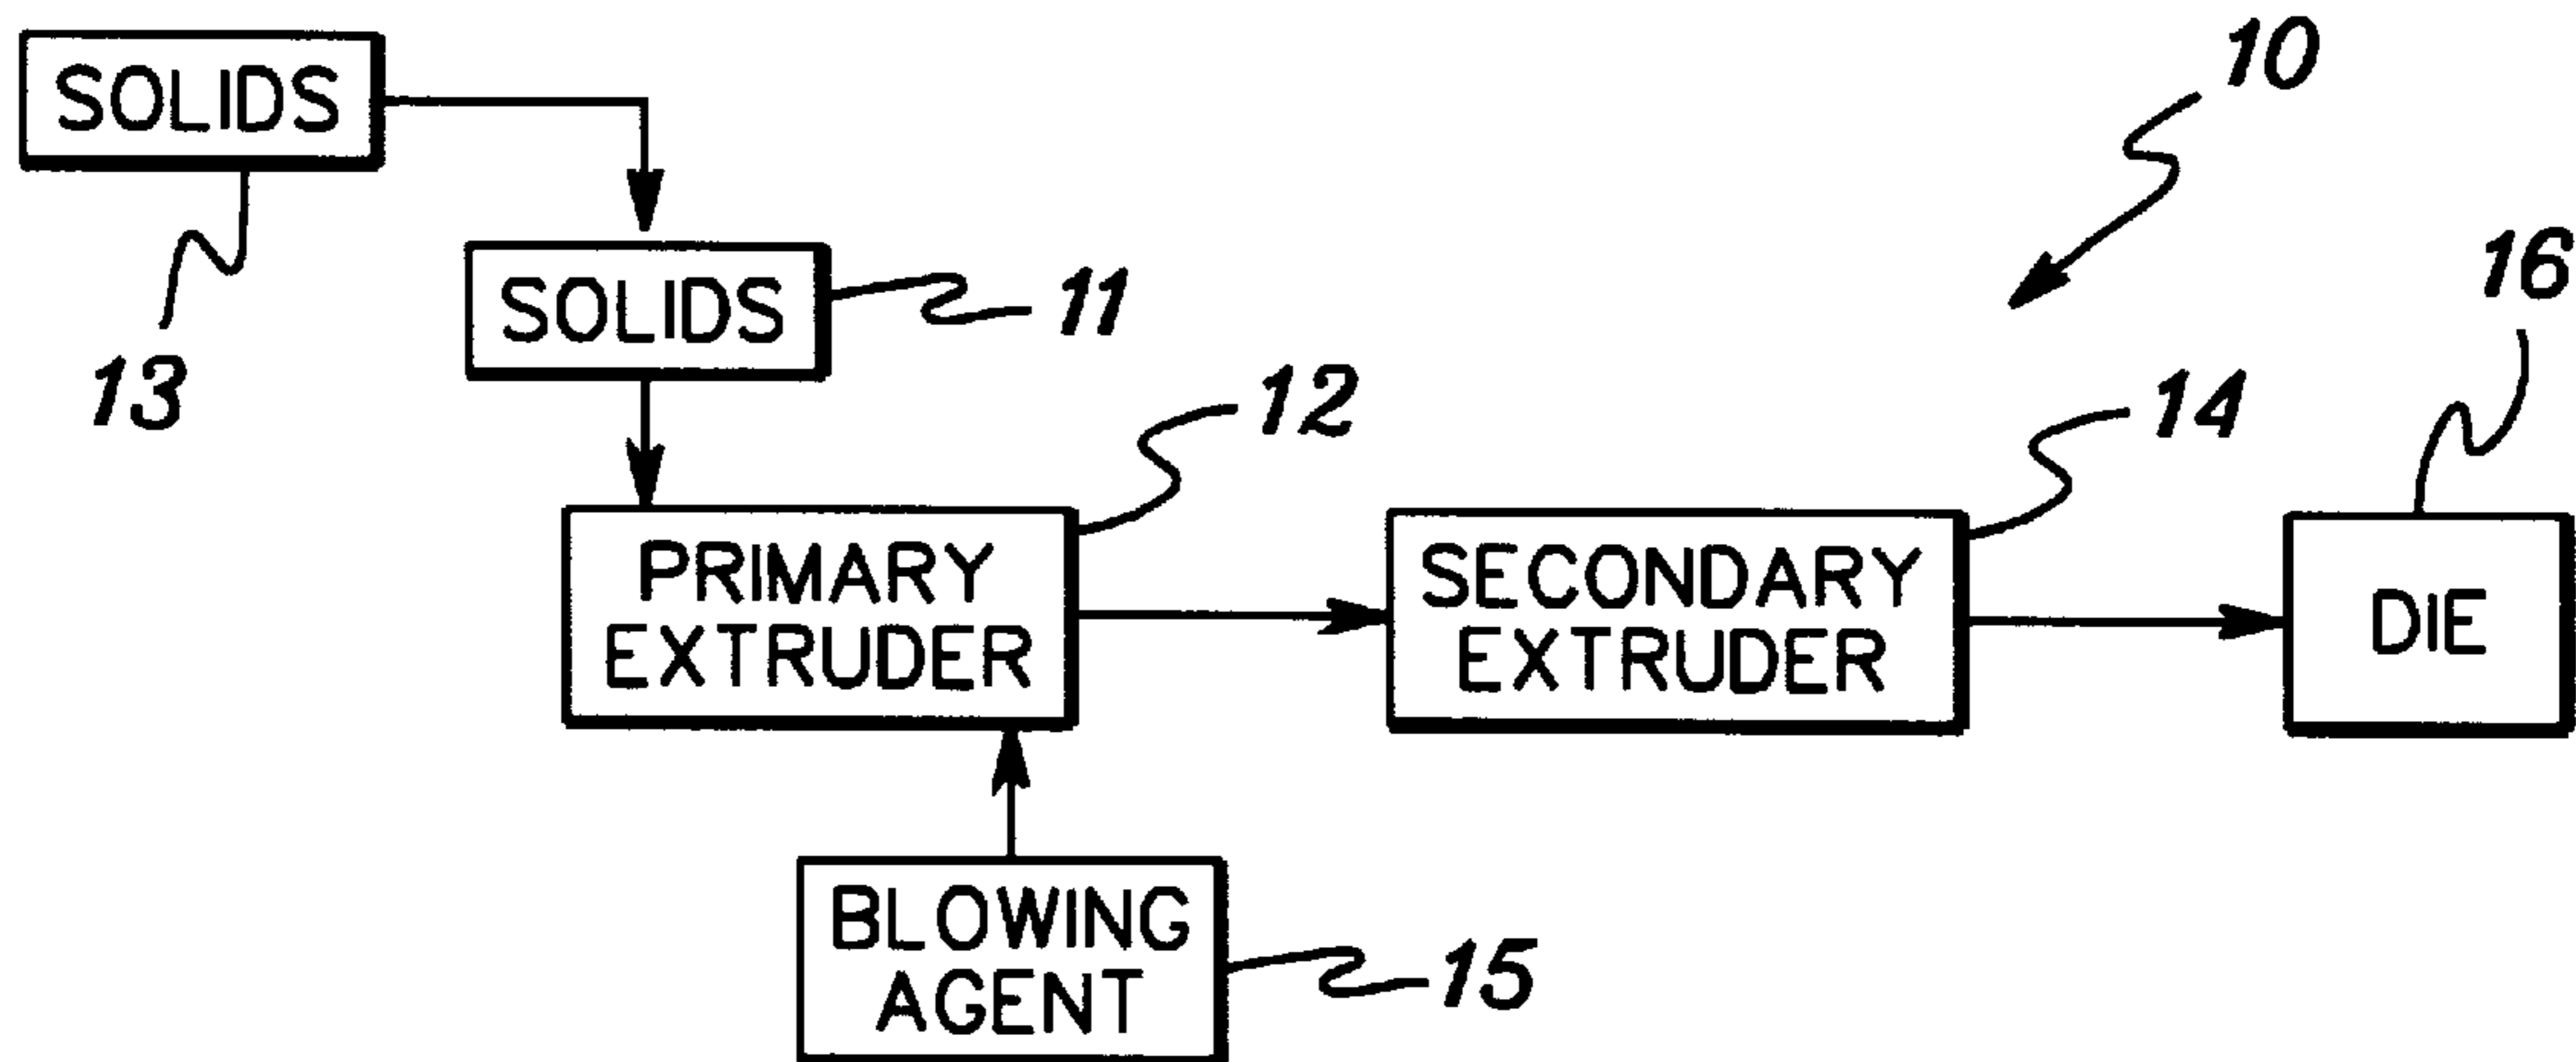 SOLIDS
10
SOLIDS
11
16
13
12
14
PRIMARY
EXTRUDER
SECONDARY
EXTRUDER
DIE
BLOWING
AGENT
15